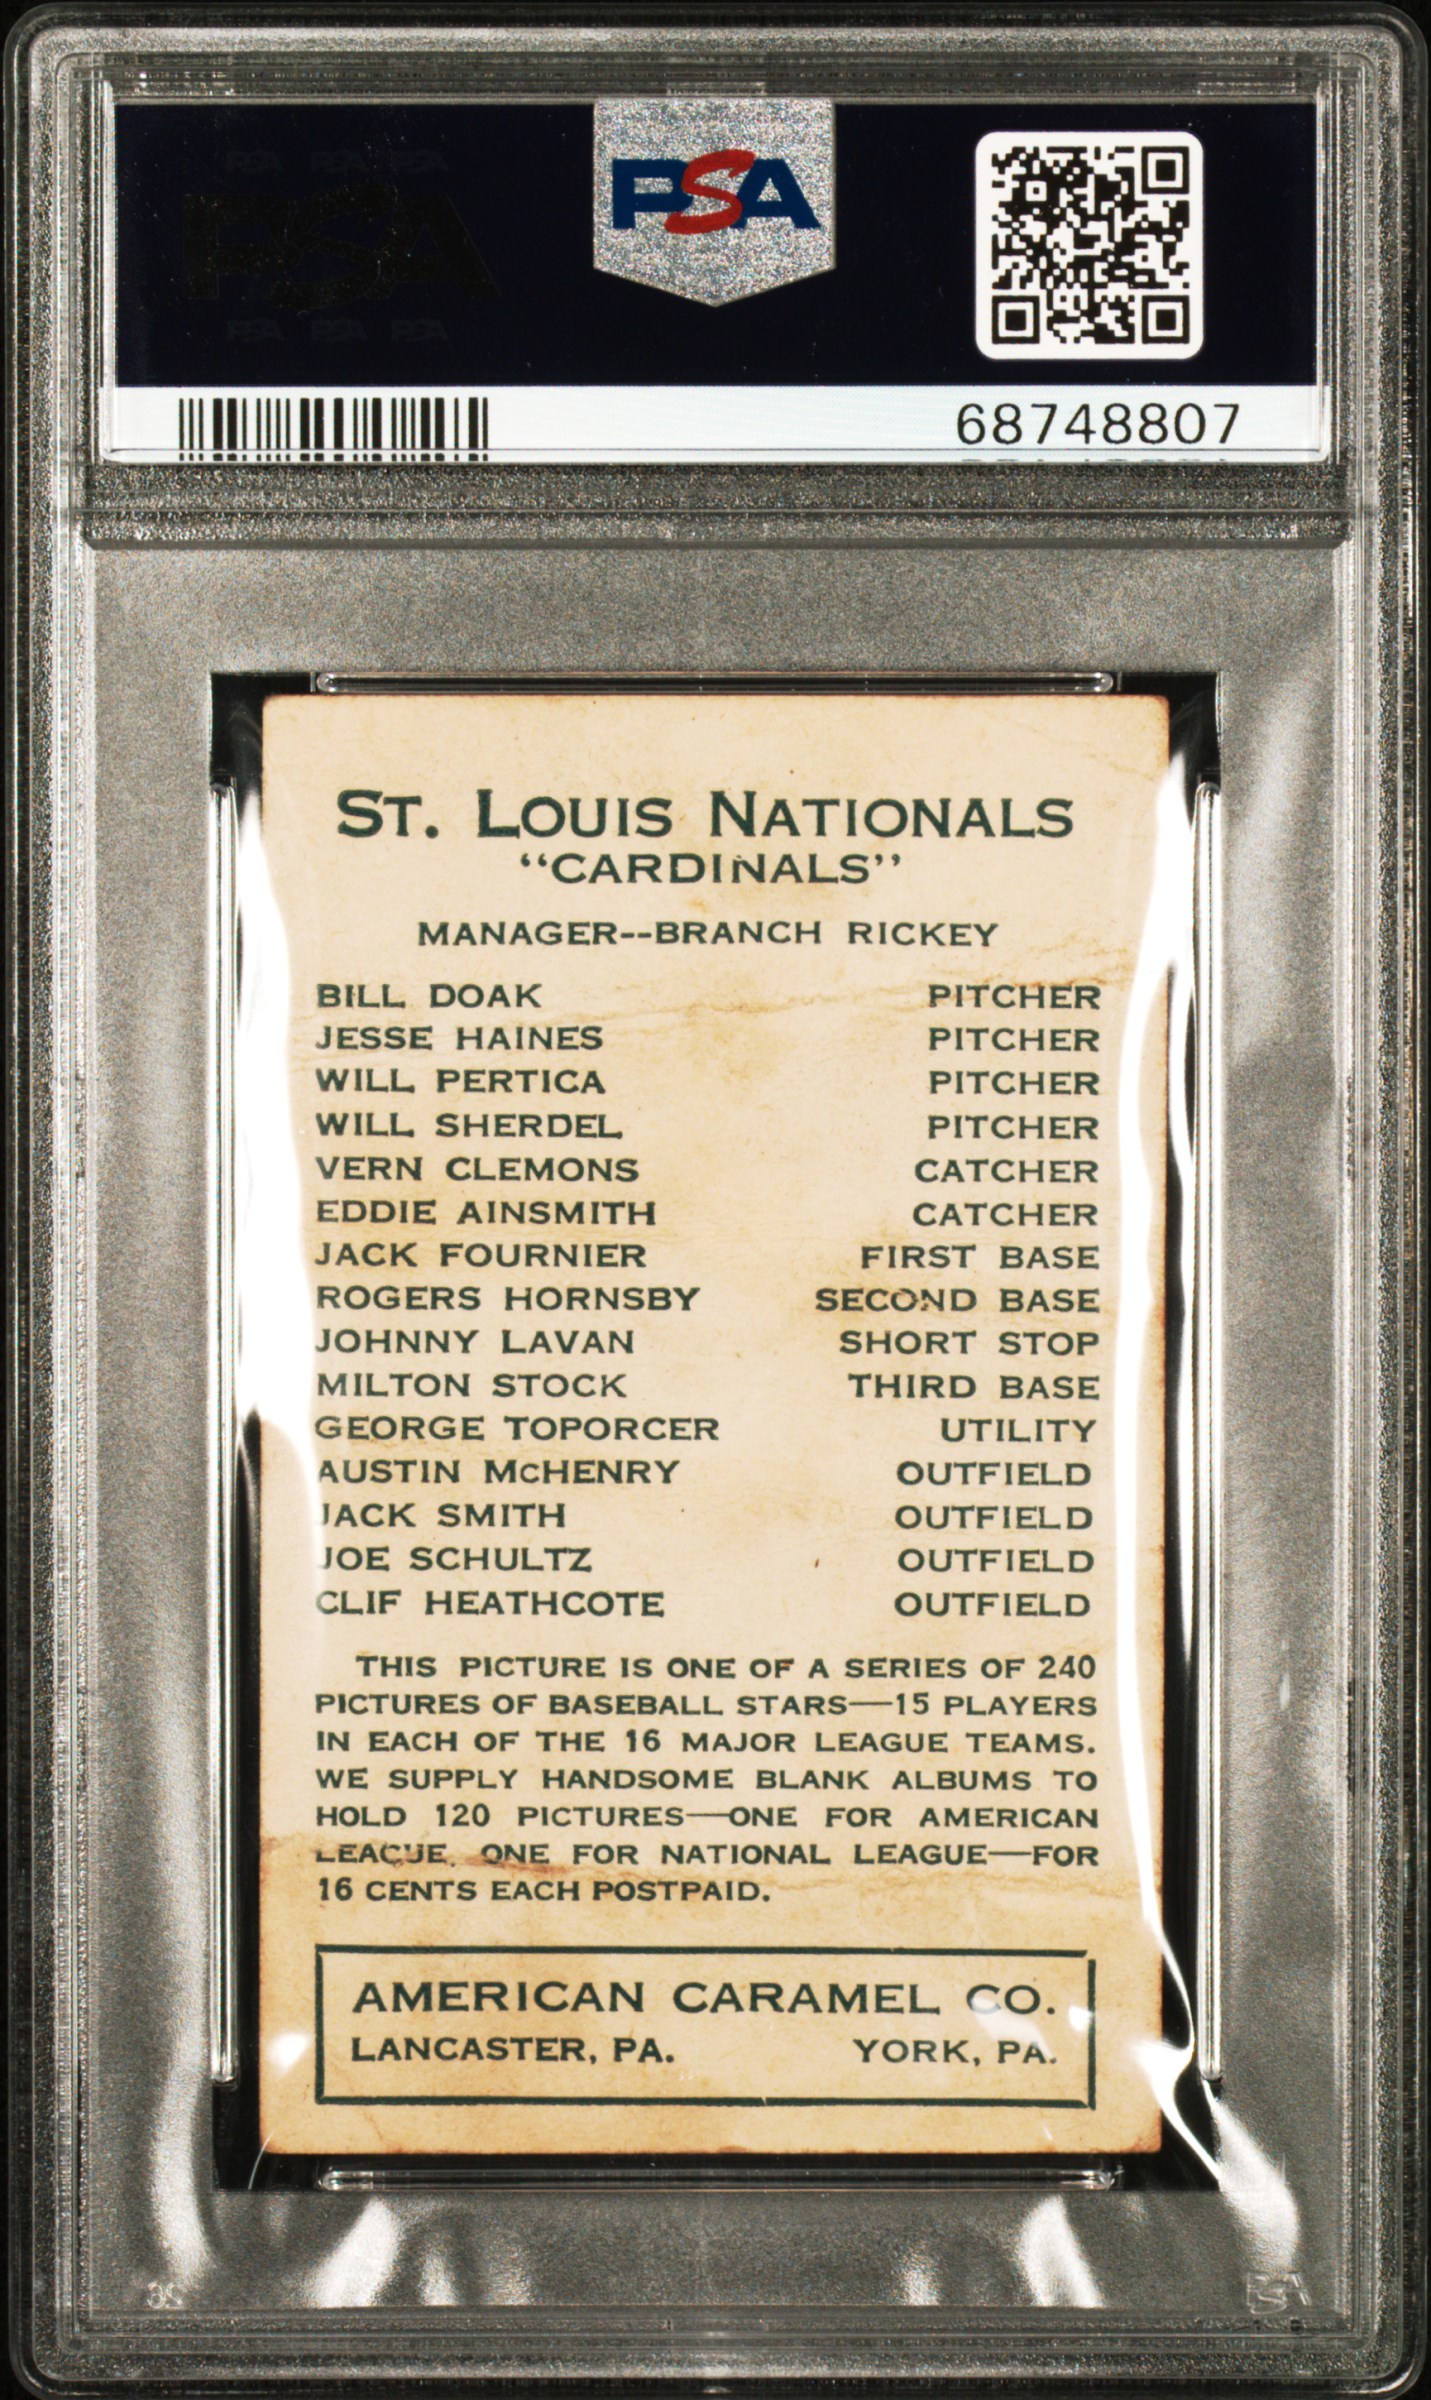 PSA
68748807
ST. LOUIS NATIONALS
“CARDINALS”
MANAGER--BRANCH RICKEY
BILL DOAK PITCHER
JESSE HAINES PITCHER
WILL PERTICA PITCHER
WILL SHERDEL PITCHER
VERN CLEMONS CATCHER
EDDIE AINSMITH CATCHER
JACK FOURNIER FIRST BASE
ROGERS HORNSBY SECOND BASE
JOHNNY LAVAN SHORT STOP
MILTON STOCK THIRD BASE
GEORGE TOPORCER UTILITY
AUSTIN McHENRY OUTFIELD
JACK SMITH OUTFIELD
JOE SCHULTZ OUTFIELD
CLIF HEATHCOTE OUTFIELD
THIS PICTURE IS ONE OF A SERIES OF 240
PICTURES OF BASEBALL STARS—15 PLAYERS
IN EACH OF THE 16 MAJOR LEAGUE TEAMS.
WE SUPPLY HANDSOME BLANK ALBUMS TO
HOLD 120 PICTURES—ONE FOR AMERICAN
LEAGUE, ONE FOR NATIONAL LEAGUE—FOR
16 CENTS EACH POSTPAID.
AMERICAN CARAMEL CO.
LANCASTER, PA. YORK, PA.